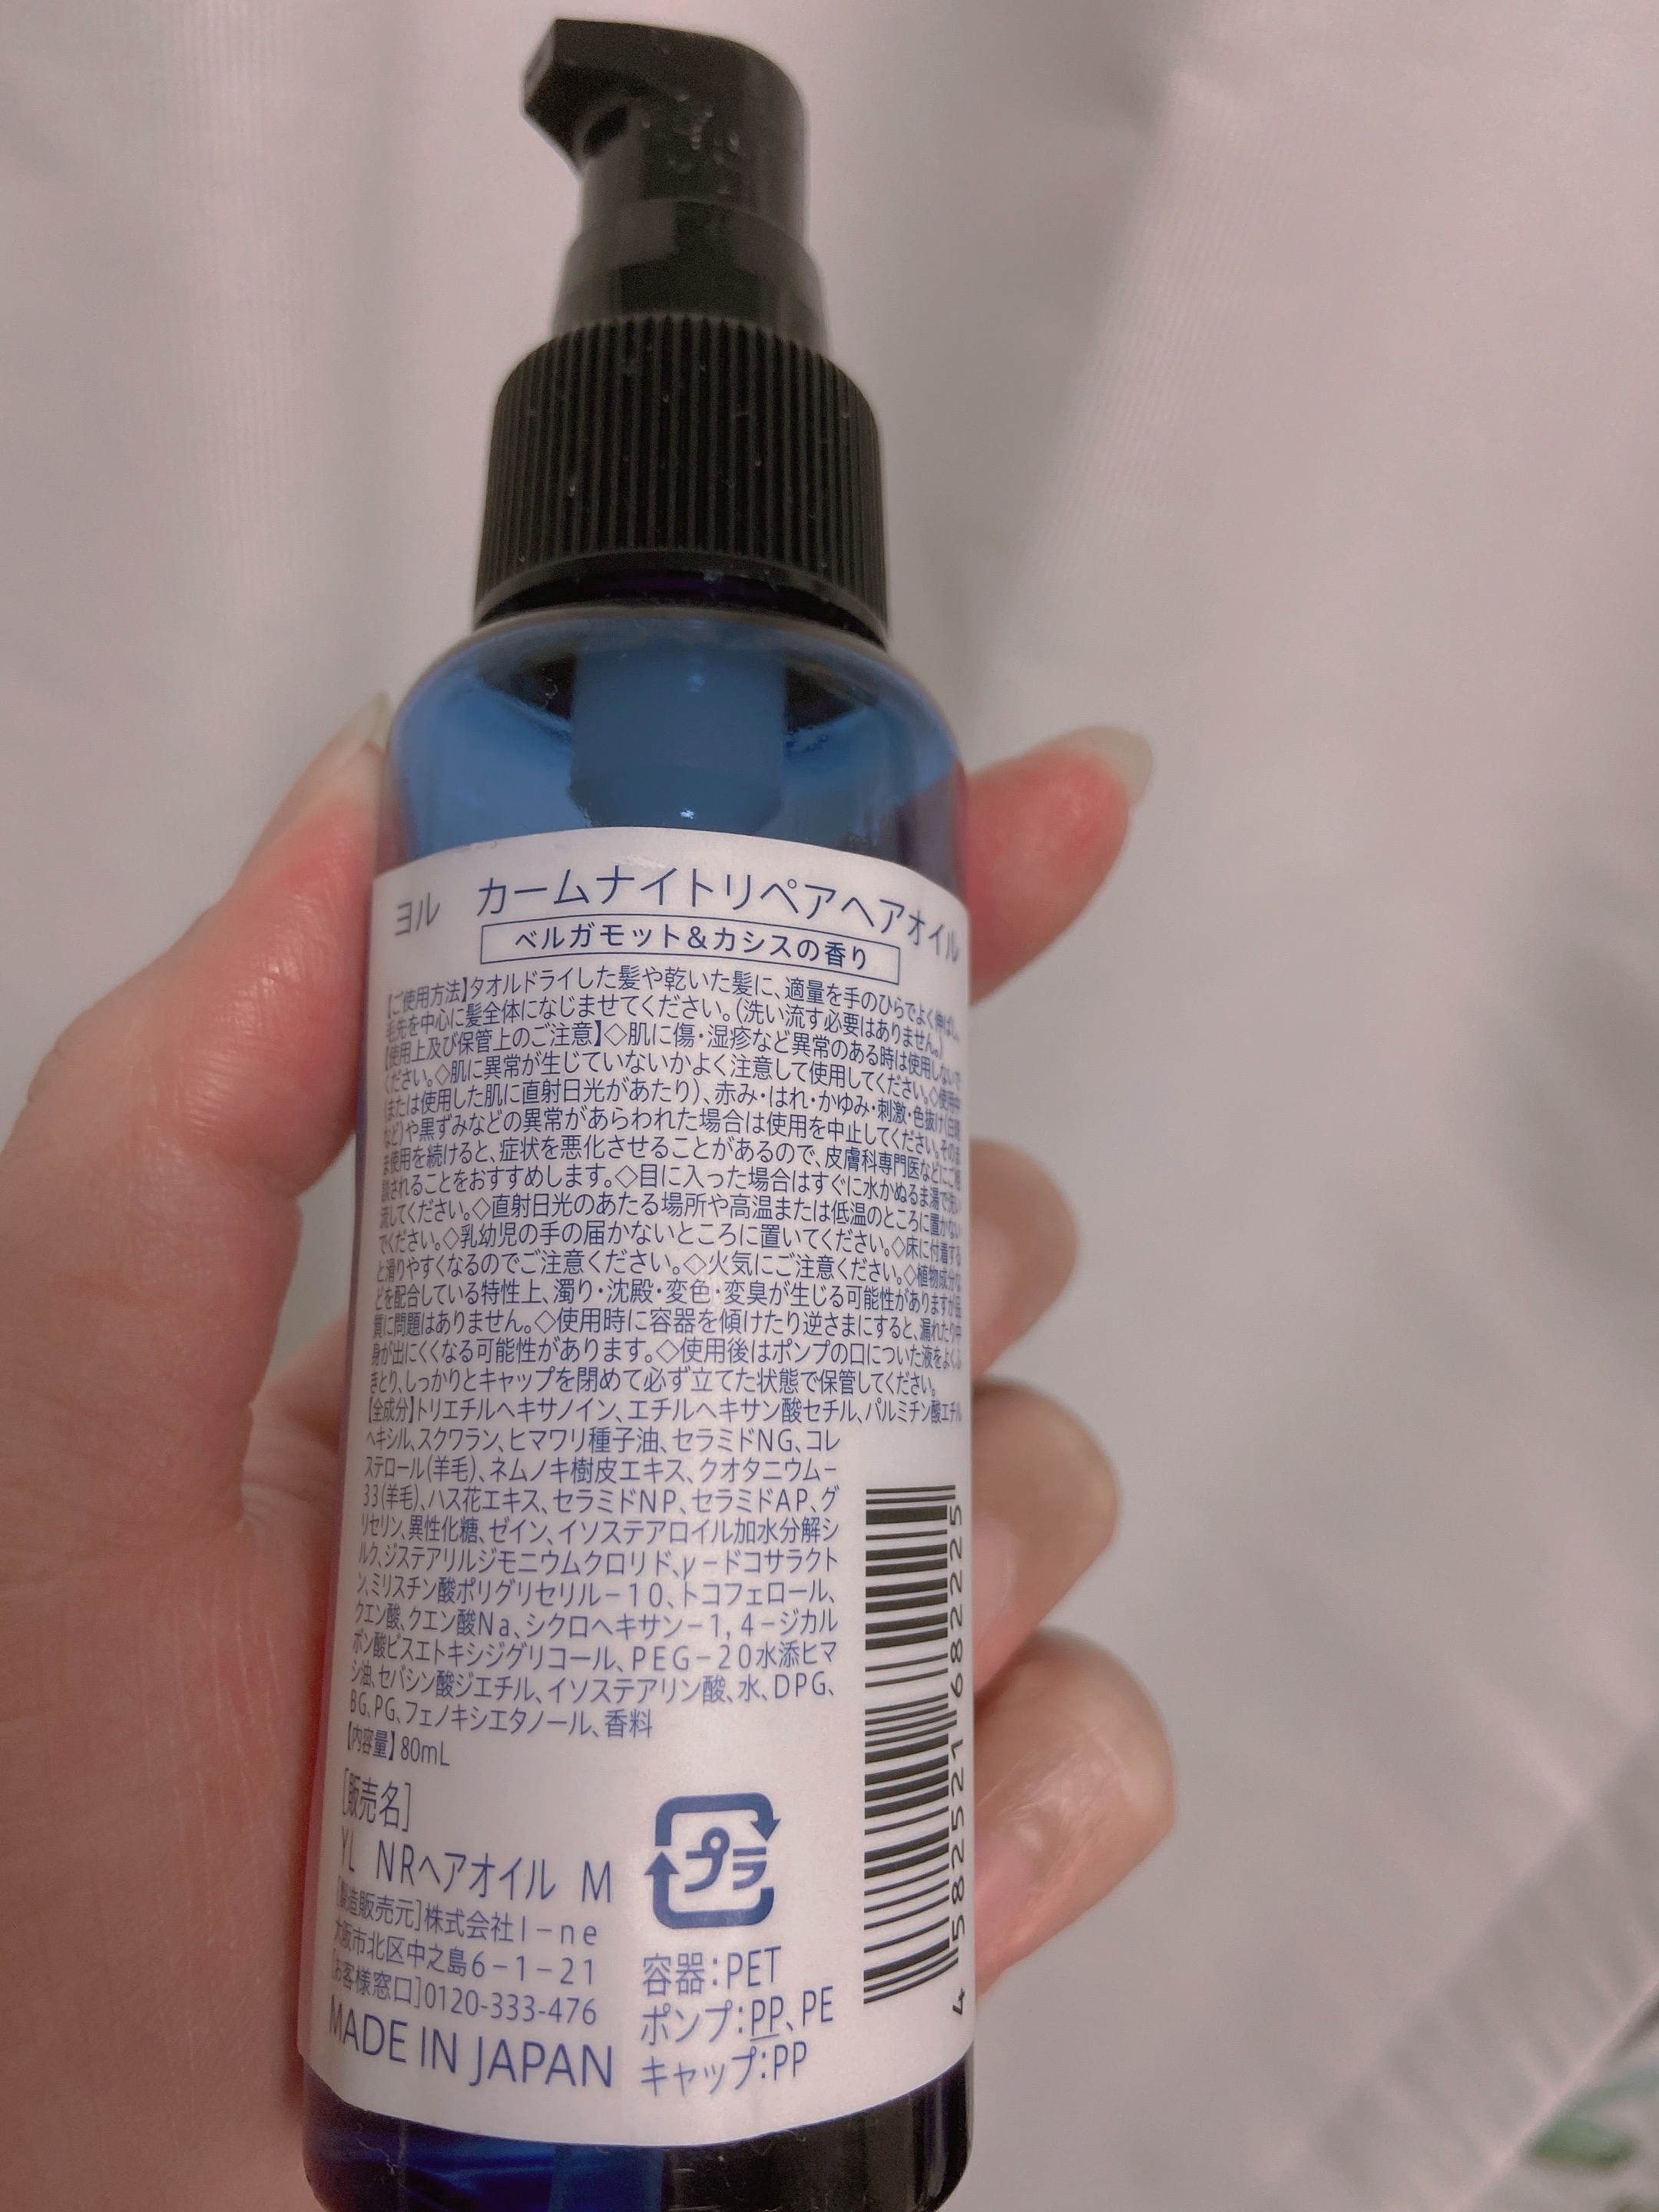 ヨル　カームナイトリペアヘアオイル
ベルガモット＆カシスの香り
【ご使用方法】タオルドライした髪や乾いた髪に、適量を手のひらでよく伸ばし、
毛先を中心に髪全体になじませてください。(洗い流す必要はありません。)
【使用上及び保管上のご注意】◇肌に傷・湿疹など異常のある時は使用しないで
ください。◇肌に異常が生じていないかよく注意して使用してください。◇使用中
(または使用した肌に直射日光があたり)、赤み・はれ・かゆみ・刺激・色抜け(白斑
など)や黒ずみなどの異常があらわれた場合は使用を中止してください。そのま
ま使用を続けると、症状を悪化させることがあるので、皮膚科専門医などにご相
談されることをおすすめします。◇目に入った場合はすぐに水かぬるま湯で洗い
流してください。◇直射日光のあたる場所や高温または低温のところに置かない
でください。◇乳幼児の手の届かないところに置いてください。◇床に付着する
と滑りやすくなるのでご注意ください。◇火気にご注意ください。◇植物成分な
どを配合している特性上、濁り・沈殿・変色・変臭が生じる可能性がありますが品
質に問題はありません。◇使用時に容器を傾けたり逆さまにすると、漏れたり中
身が出にくくなる可能性があります。◇使用後はポンプの口についた液をよくふ
きとり、しっかりとキャップを閉めて必ず立てた状態で保管してください。
【全成分】トリエチルヘキサノイン、エチルヘキサン酸セチル、パルミチン酸エチル
ヘキシル、スクワラン、ヒマワリ種子油、セラミドNG、コレ
ステロール(羊毛)、ネムノキ樹皮エキス、クオタニウム－
33(羊毛)、ハス花エキス、セラミドNP、セラミドAP、グ
リセリン、異性化糖、ゼイン、イソステアロイル加水分解シ
ルク、ジステアリルジモニウムクロリド、γ－ドコサラクト
ン、ミリスチン酸ポリグリセリル－10、トコフェロール、
クエン酸、クエン酸Na、シクロヘキサン－1，4－ジカル
ボン酸ビスエトキシジグリコール、PEG－20水添ヒマ
シ油、セバシン酸ジエチル、イソステアリン酸、水、DPG、
BG、PG、フェノキシエタノール、香料
【内容量】80mL
[販売名]
YL　NRヘアオイル　M
[製造販売元]株式会社I－ne
大阪市北区中之島6－1－21
[お客様窓口]0120-333-476
MADE IN JAPAN
プラ
容器：PET
ポンプ：PP、PE
キャップ：PP
4 582521 682225